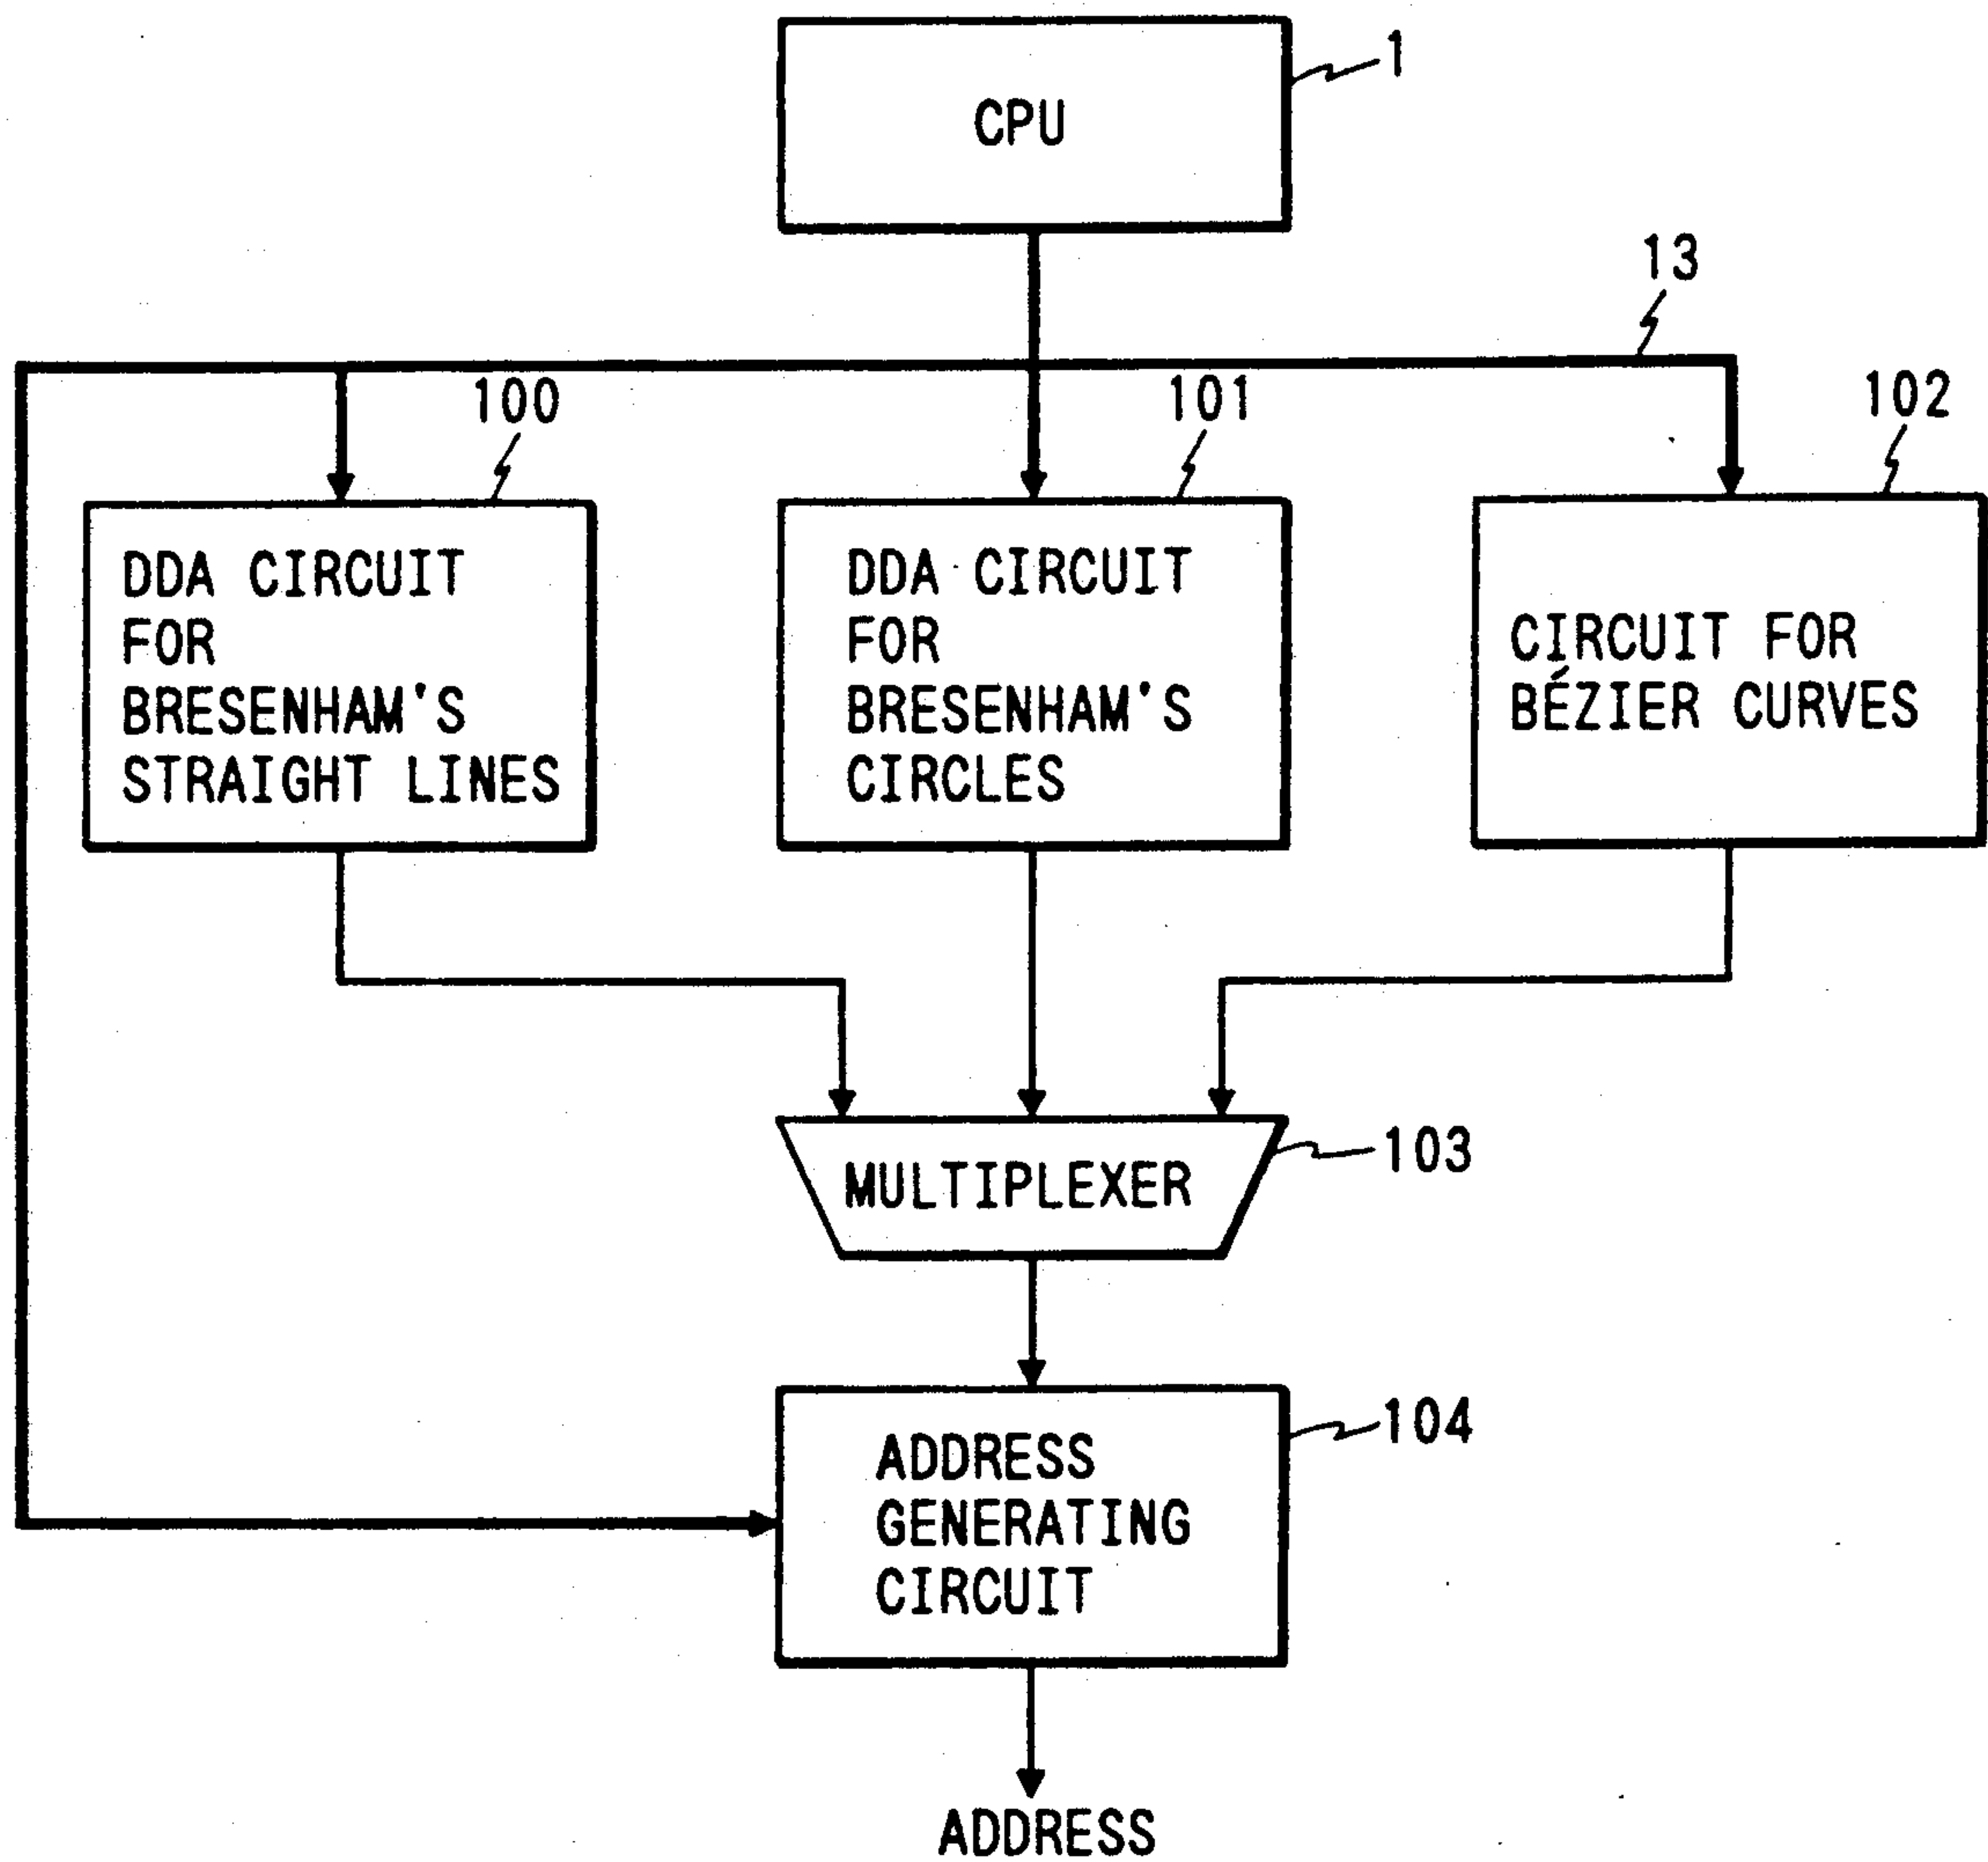 1
CPU
13
100
101
102
DDA CIRCUIT
FOR
BRESENHAM'S
STRAIGHT LINES
DDA CIRCUIT
FOR
BRESENHAM'S
CIRCLES
CIRCUIT FOR
BÉZIER CURVES
MULTIPLEXER
103
104
ADDRESS
GENERATING
CIRCUIT
ADDRESS